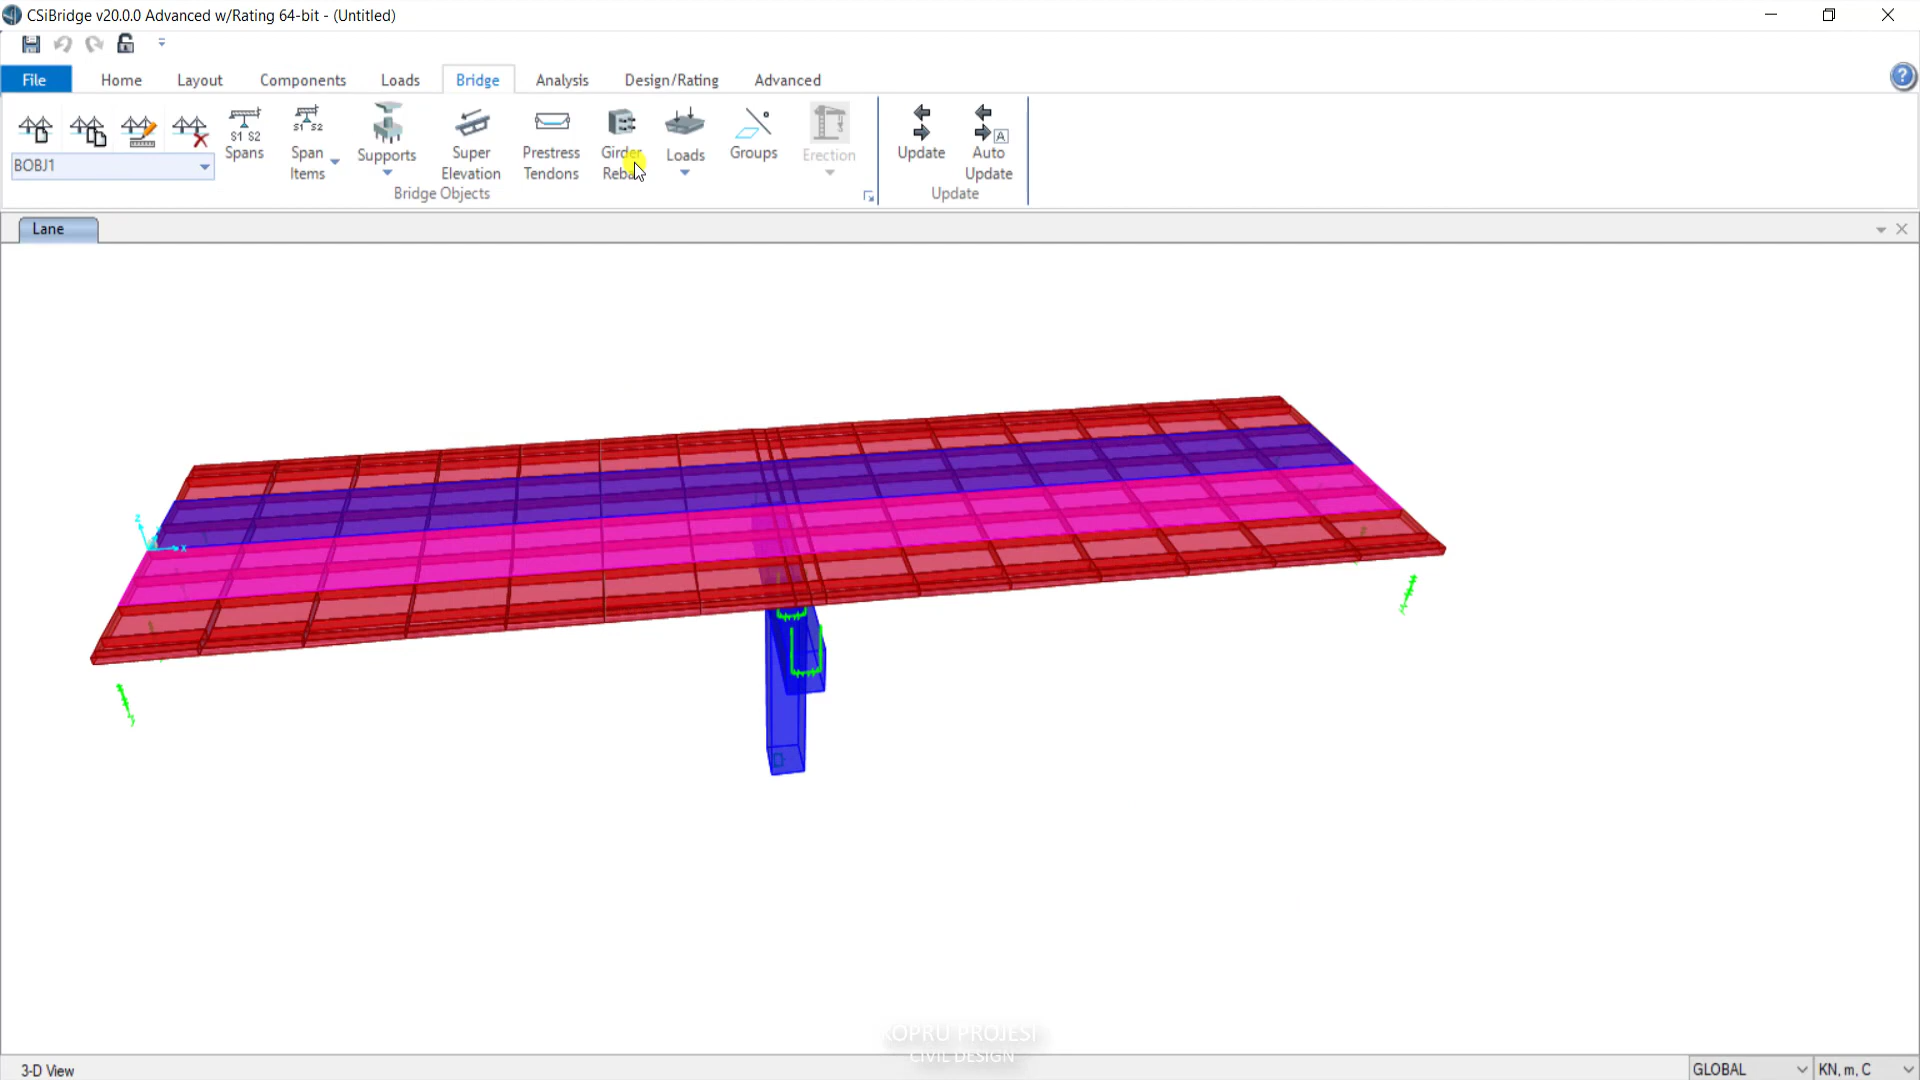 CSiBridge v20.0.0 Advanced w/Rating 64-bit - (Untitled)
File Home Layout Components Loads Bridge Analysis Design/Rating Advanced
BOBJ1
S1 S2
Spans
S1 S2
Span
Items
Supports
Super
Elevation
Prestress
Tendons
Girder
Loads
Groups
Erection
Bridge Objects
Update
A
Auto
Update
Update
Lane
z
x
y
y
KOPRU PROJESI
CIVIL DESIGN
3-D View
GLOBAL
KN, m, C